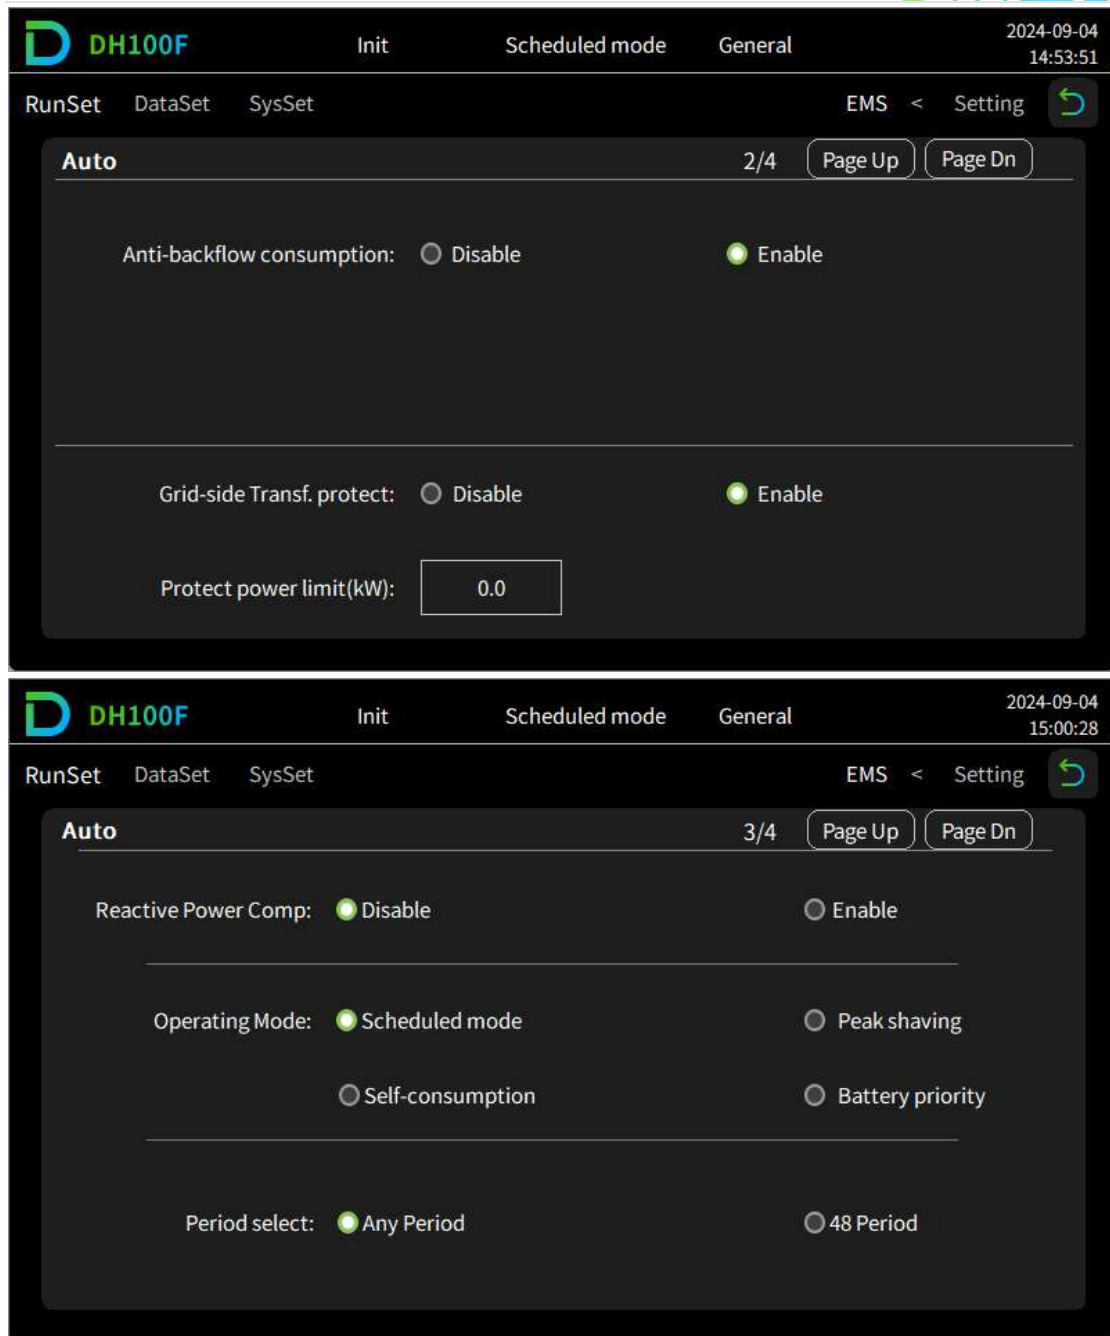 DH100F Init Scheduled mode General 2024-09-04
14:53:51
RunSet DataSet SysSet EMS < Setting
Auto 2/4 Page Up Page Dn
Anti-backflow consumption: Disable Enable
Grid-side Transf. protect: Disable Enable
Protect power limit(kW): 0.0
DH100F Init Scheduled mode General 2024-09-04
15:00:28
RunSet DataSet SysSet EMS < Setting
Auto 3/4 Page Up Page Dn
Reactive Power Comp: Disable Enable
Operating Mode: Scheduled mode Peak shaving
Self-consumption Battery priority
Period select: Any Period 48 Period